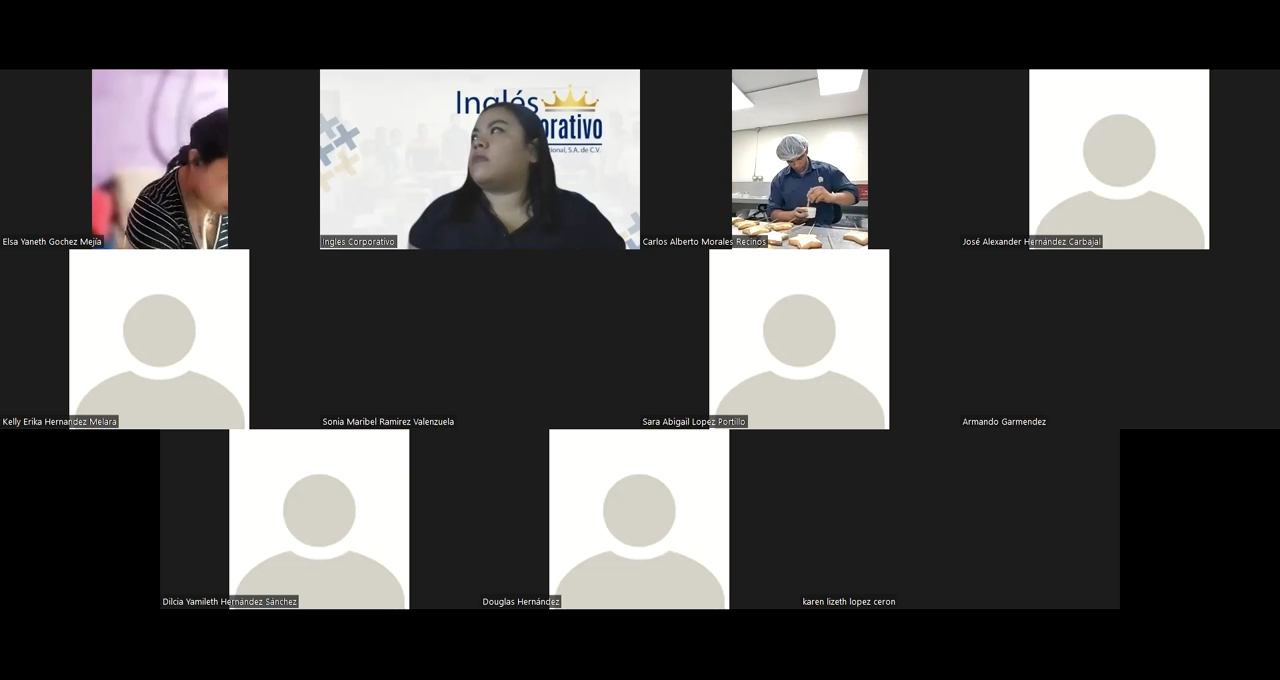 Inglés
orativo
ional, S.A. de C.V.
Elsa Yaneth Gochez Mejía
Ingles Corporativo
Carlos Alberto Morales Recinos
José Alexander Hernández Carbajal
Kelly Erika Hernandez Melara
Sonia Maribel Ramirez Valenzuela
Sara Abigail Lopez Portillo
Armando Garmendez
Dilcia Yamileth Hernández Sánchez
Douglas Hernández
karen lizeth lopez ceron